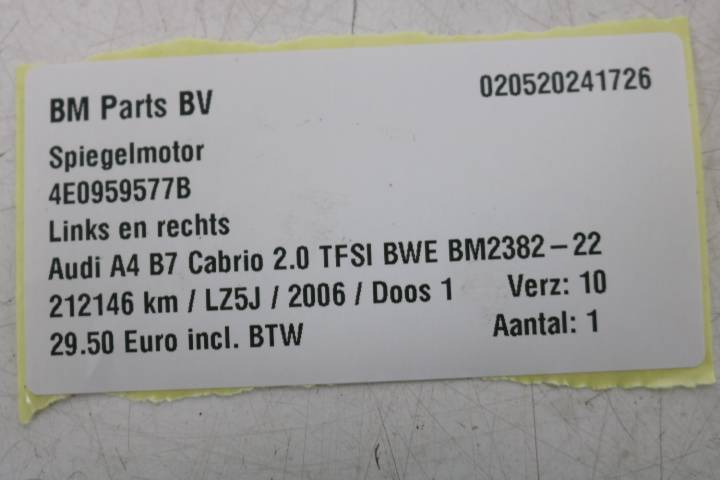 BM Parts BV 020520241726
Spiegelmotor
4E0959577B
Links en rechts
Audi A4 B7 Cabrio 2.0 TFSI BWE BM2382-22
212146 km / LZ5J / 2006 / Doos 1 Verz: 10
29.50 Euro incl. BTW Aantal: 1